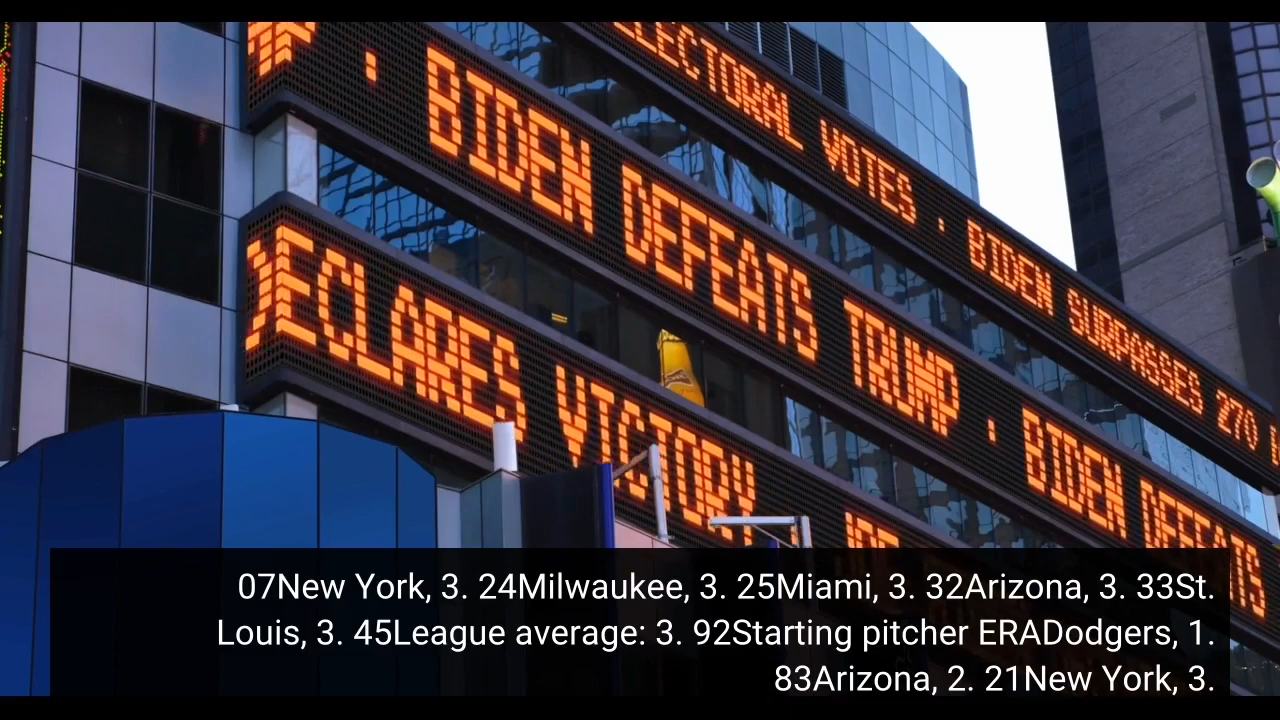 ELECTORAL VOTES · BIDEN SURPASSES 270
· BIDEN DEFEATS TRUMP · BIDEN DEFEATS
DECLARES VICTORY
07New York, 3. 24Milwaukee, 3. 25Miami, 3. 32Arizona, 3. 33St.
Louis, 3. 45League average: 3. 92Starting pitcher ERADodgers, 1.
83Arizona, 2. 21New York, 3.